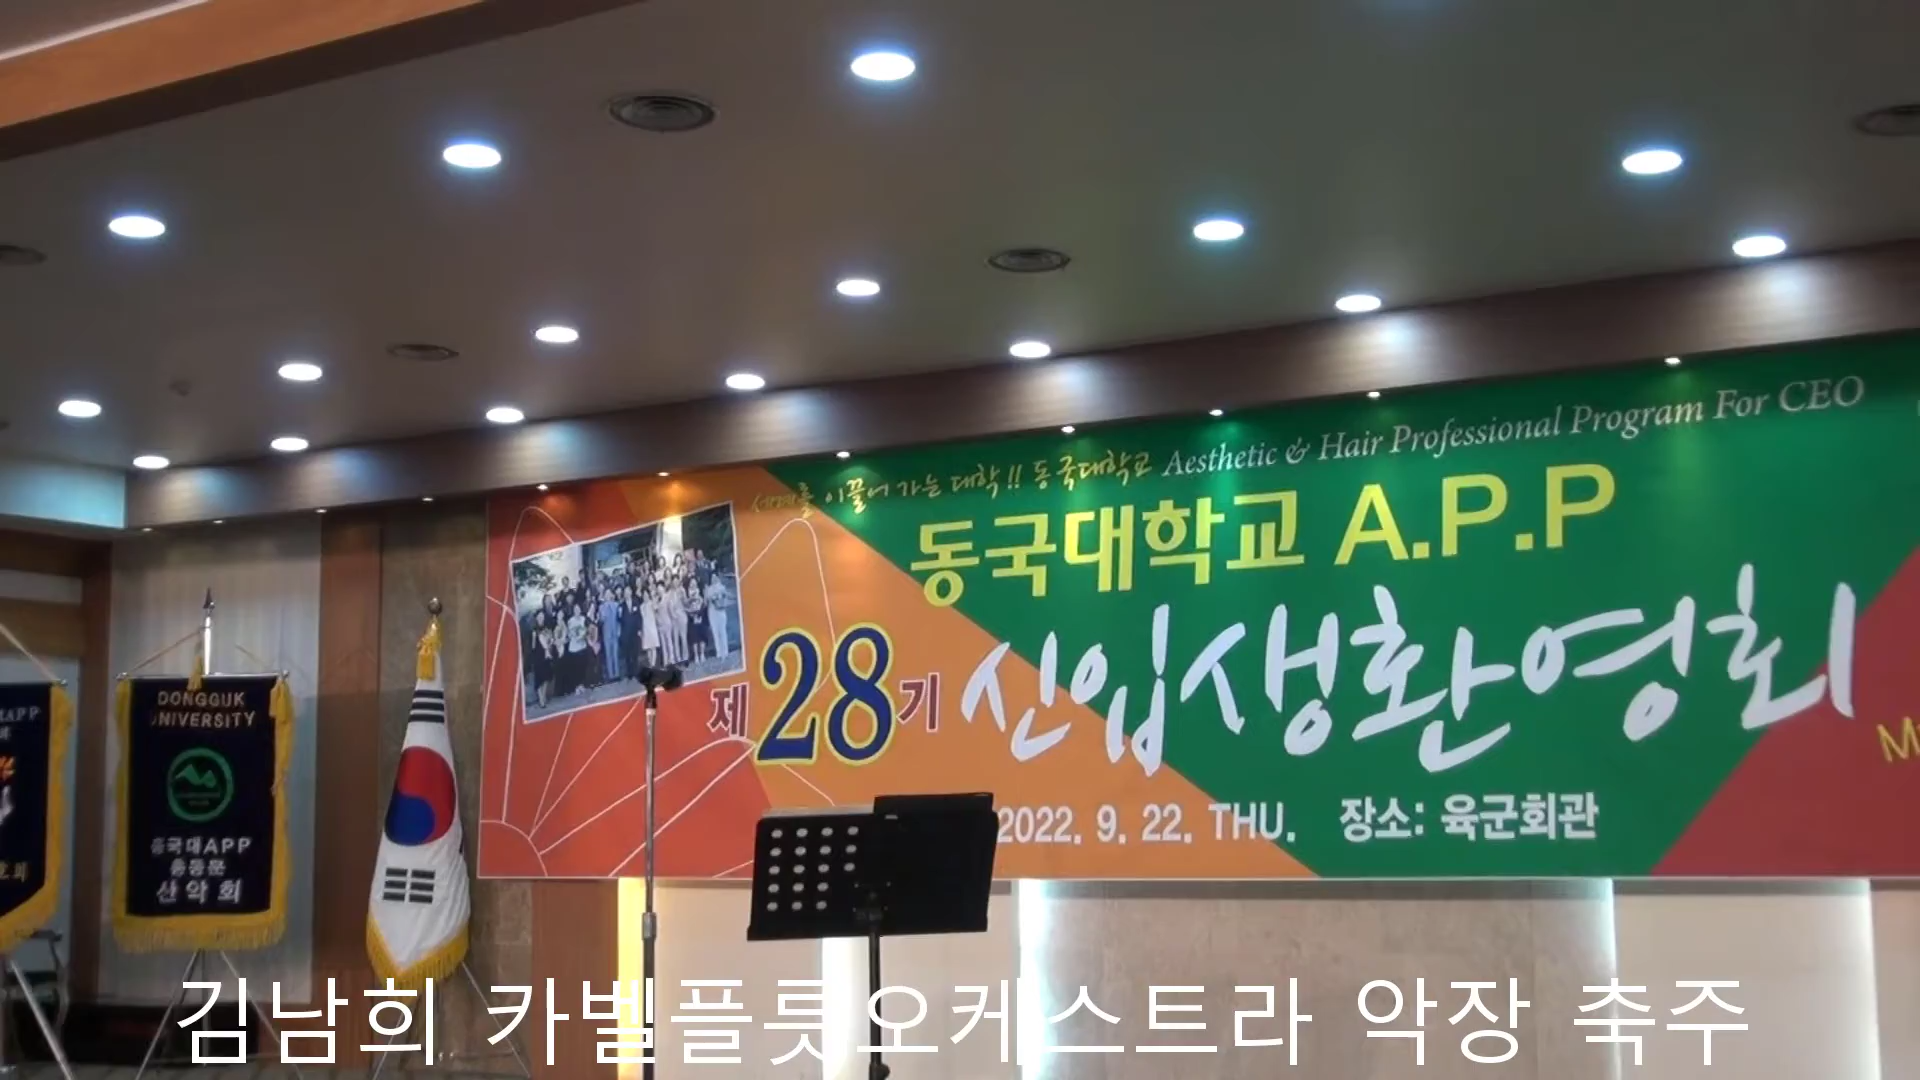 세계를 이끌어 가는 대학!! 동국대학교 Aesthetic & Hair Professional Program For CEO
동국대학교 A.P.P
제28기 신입생환영회
2022. 9. 22. THU. 장소: 육군회관
DONGGUK
UNIVERSITY
동국대APP
총동문
산악회
김남희 카벨플룻오케스트라 악장 축주